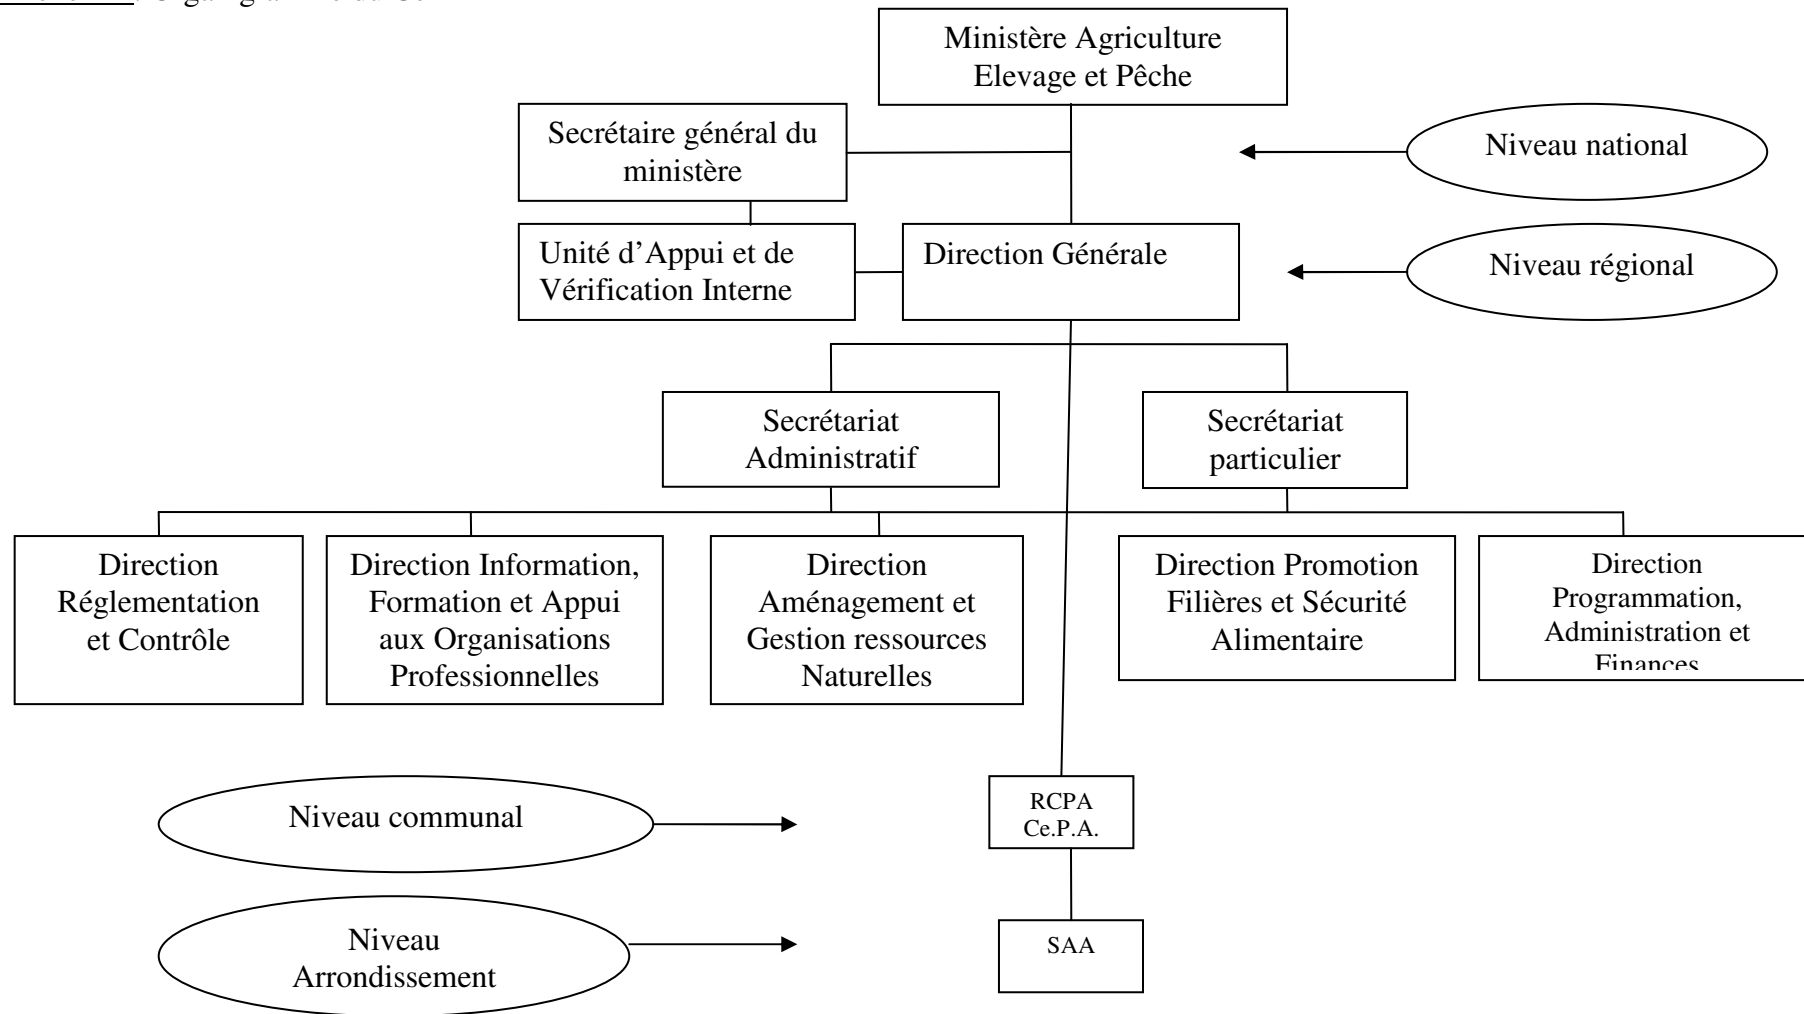 Ministère Agriculture
Elevage et Pêche
Secrétaire général du
ministère
Niveau national
Unité d’Appui et de
Vérification Interne
Direction Générale
Niveau régional
Secrétariat
Administratif
Secrétariat
particulier
Direction
Réglementation
et Contrôle
Direction Information,
Formation et Appui
aux Organisations
Professionnelles
Direction
Aménagement et
Gestion ressources
Naturelles
Direction Promotion
Filières et Sécurité
Alimentaire
Direction
Programmation,
Administration et
Finances
Niveau communal
RCPA
Ce.P.A.
Niveau
Arrondissement
SAA